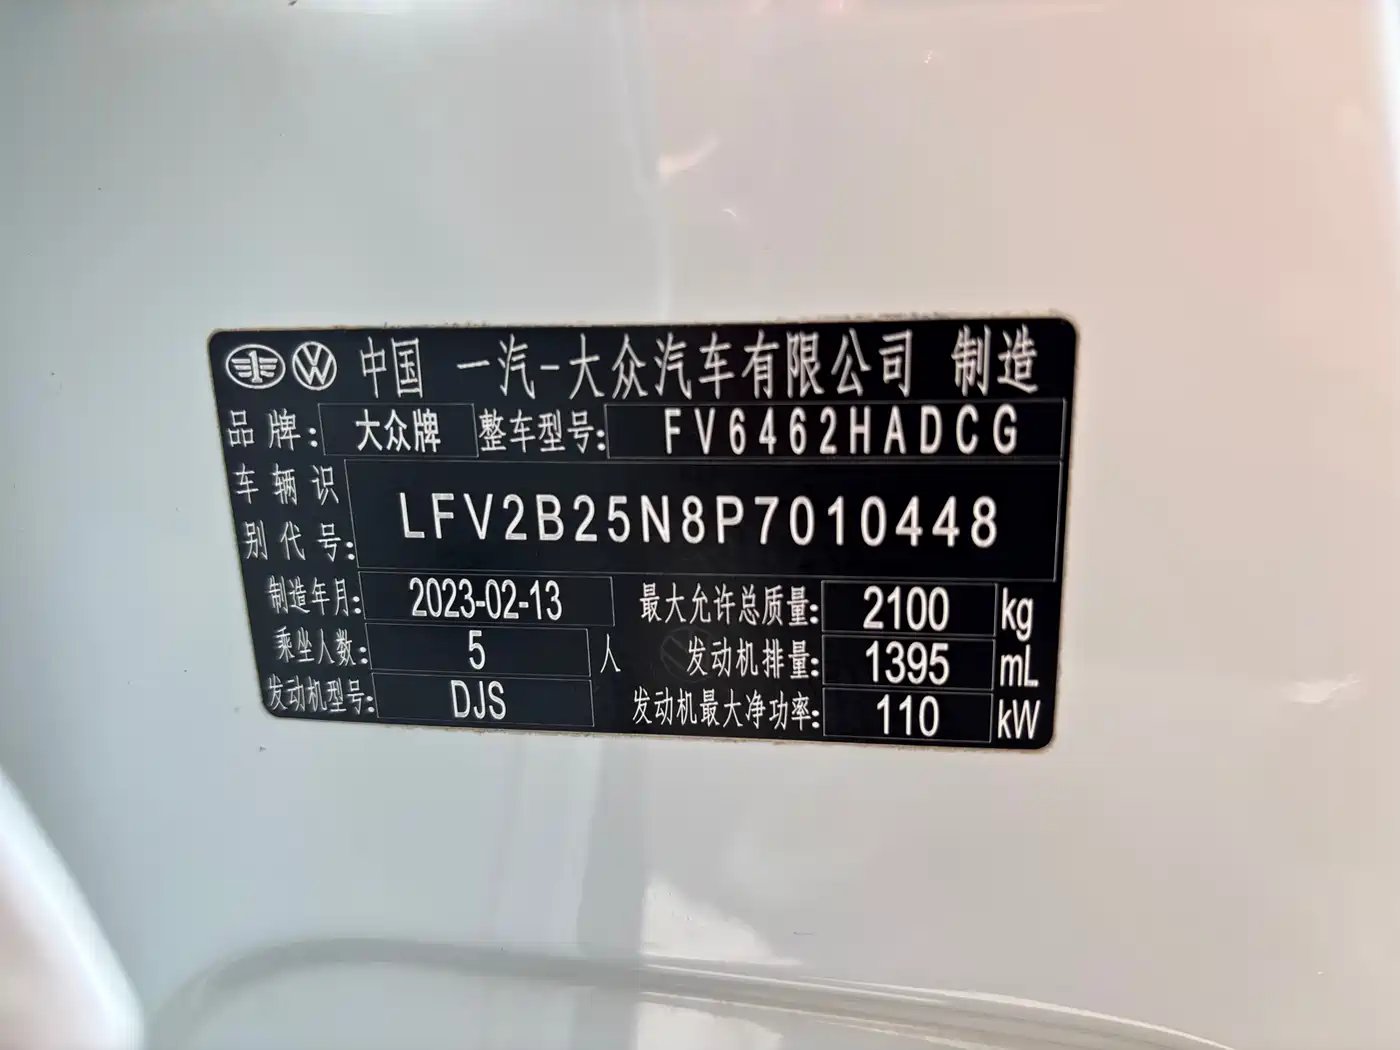 中国 一汽-大众汽车有限公司 制造
品牌: 大众牌 整车型号: FV6462HADCG
车辆识别代号: LFV2B25N8P7010448
制造年月: 2023-02-13 最大允许总质量: 2100 kg
乘坐人数: 5 人 发动机排量: 1395 mL
发动机型号: DJS 发动机最大净功率: 110 kW